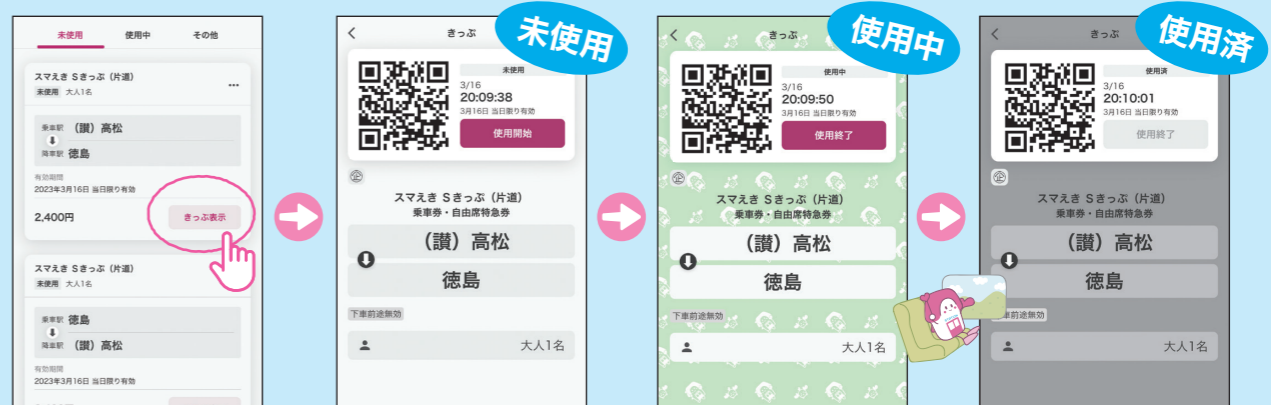 未使用 使用中 その他
スマえき Sきっぷ（片道）
未使用 大人1名
乗車駅 （讃）高松
降車駅 徳島
有効期間
2023年3月16日 当日限り有効
2,400円
きっぷ表示
スマえき Sきっぷ（片道）
未使用 大人1名
乗車駅 徳島
降車駅 （讃）高松
有効期間
2023年3月16日 当日限り有効
未使用
きっぷ
未使用
3/16
20:09:38
3月16日 当日限り有効
使用開始
企
スマえき Sきっぷ（片道）
乗車券・自由席特急券
（讃）高松
徳島
下車前途無効
大人1名
使用中
きっぷ
使用中
3/16
20:09:50
3月16日 当日限り有効
使用終了
企
スマえき Sきっぷ（片道）
乗車券・自由席特急券
（讃）高松
徳島
下車前途無効
大人1名
使用済
きっぷ
使用済
3/16
20:10:01
3月16日 当日限り有効
使用終了
企
スマえき Sきっぷ（片道）
乗車券・自由席特急券
（讃）高松
徳島
車前途無効
大人1名